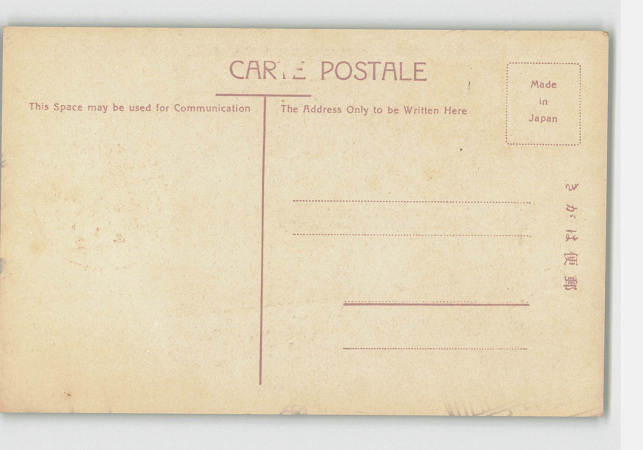 CARTE POSTALE
This Space may be used for Communication
The Address Only to be Written Here
Made
in
Japan
きがは便郵